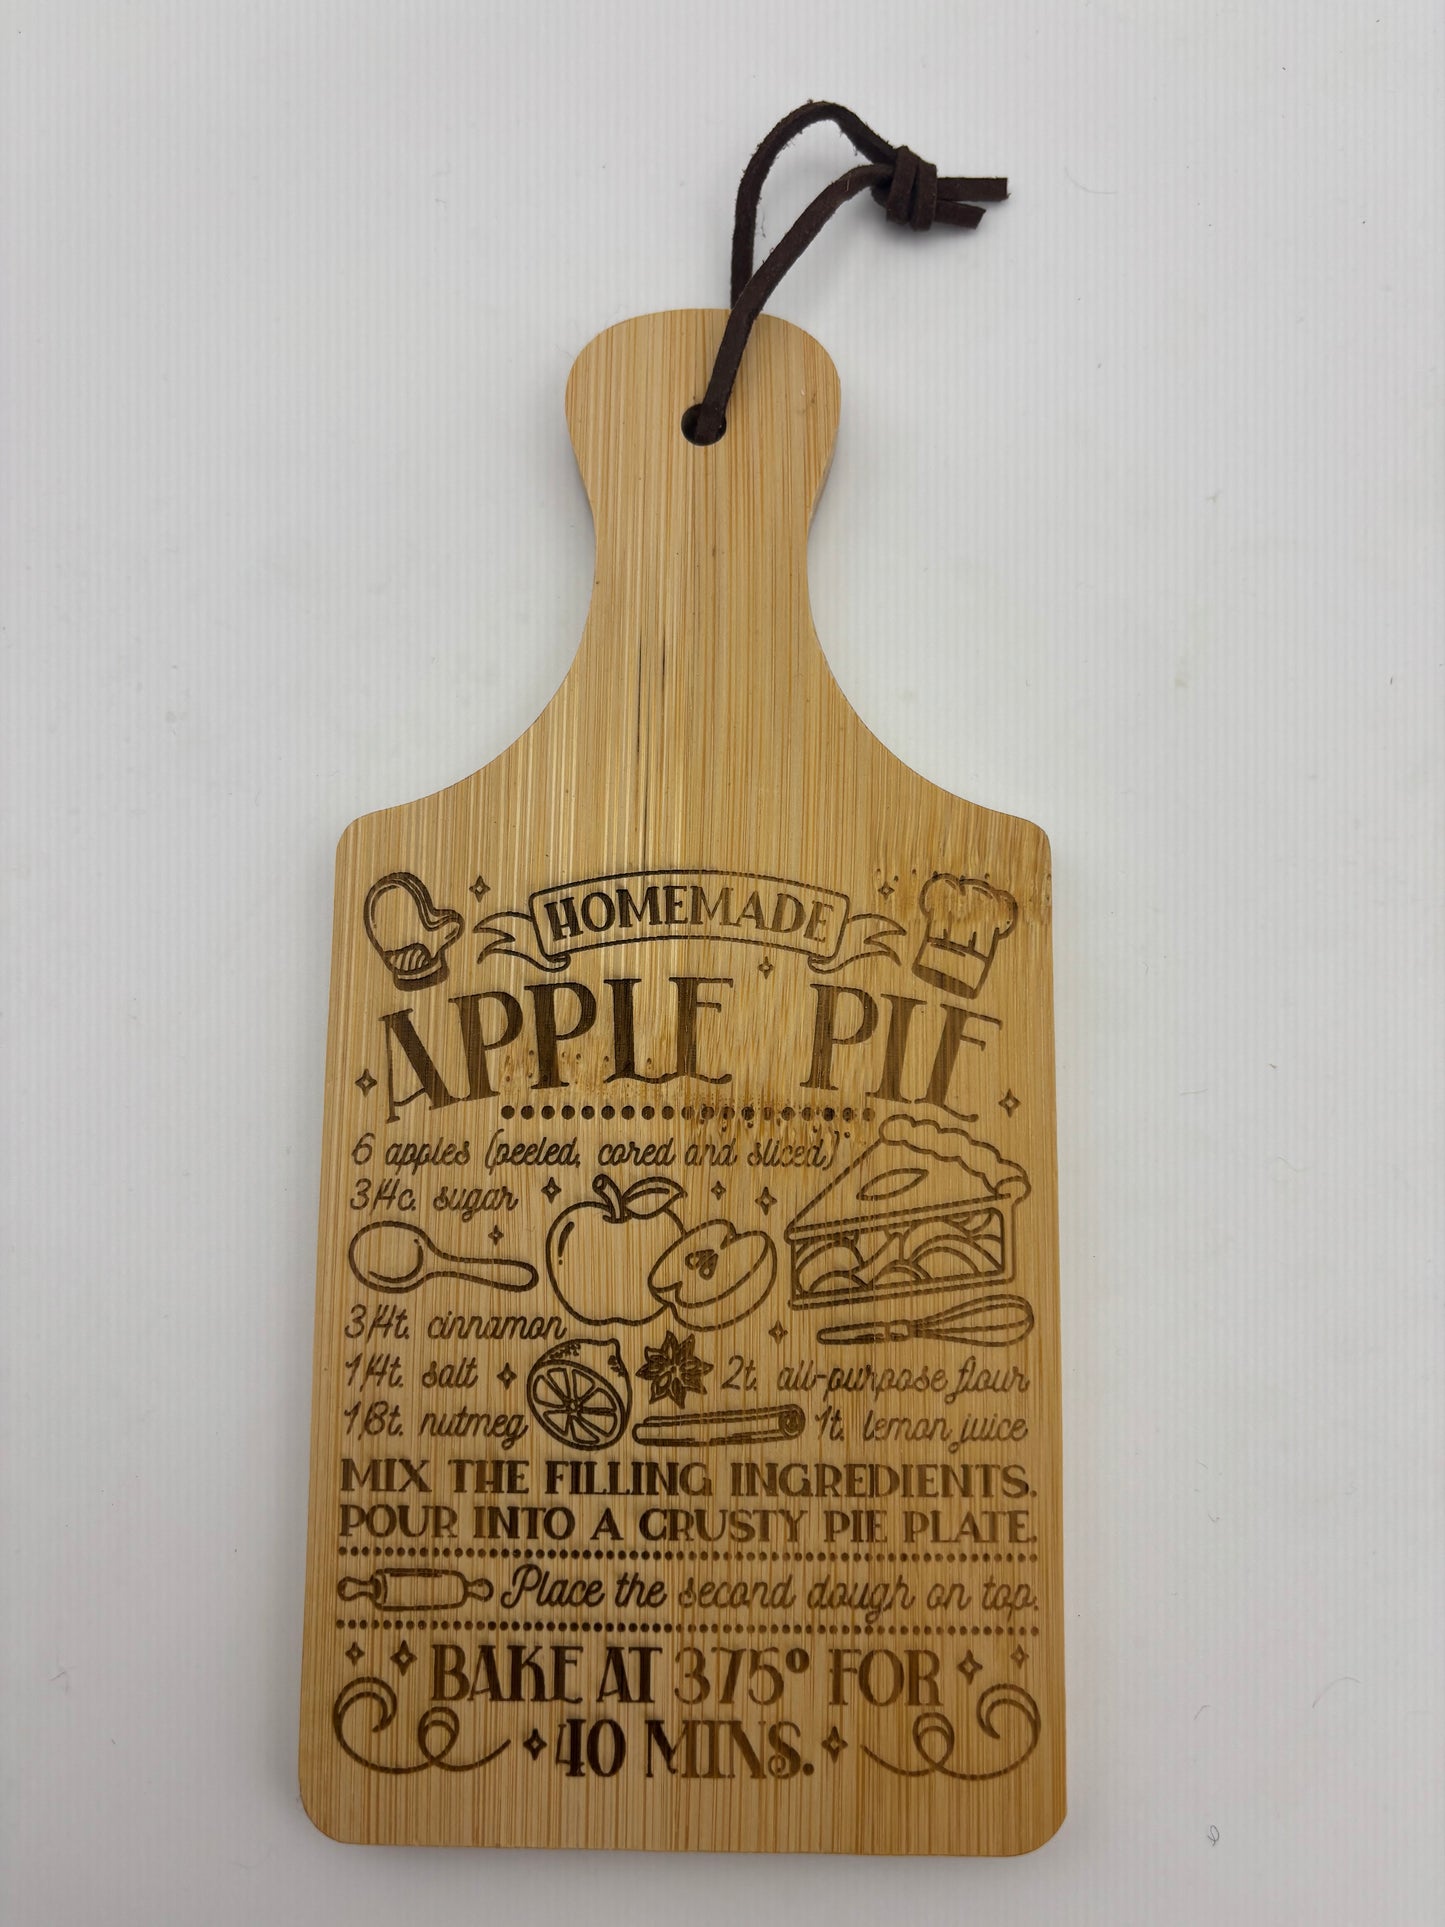 HOMEMADE
APPLE PIE
6 apples (peeled, cored and sliced)
3/4c. sugar
3/4t. cinnamon
1/4t. salt
2t. all-purpose flour
1/8t. nutmeg
1t. lemon juice
MIX THE FILLING INGREDIENTS.
POUR INTO A CRUSTY PIE PLATE.
Place the second dough on top.
BAKE AT 375° FOR
40 MINS.